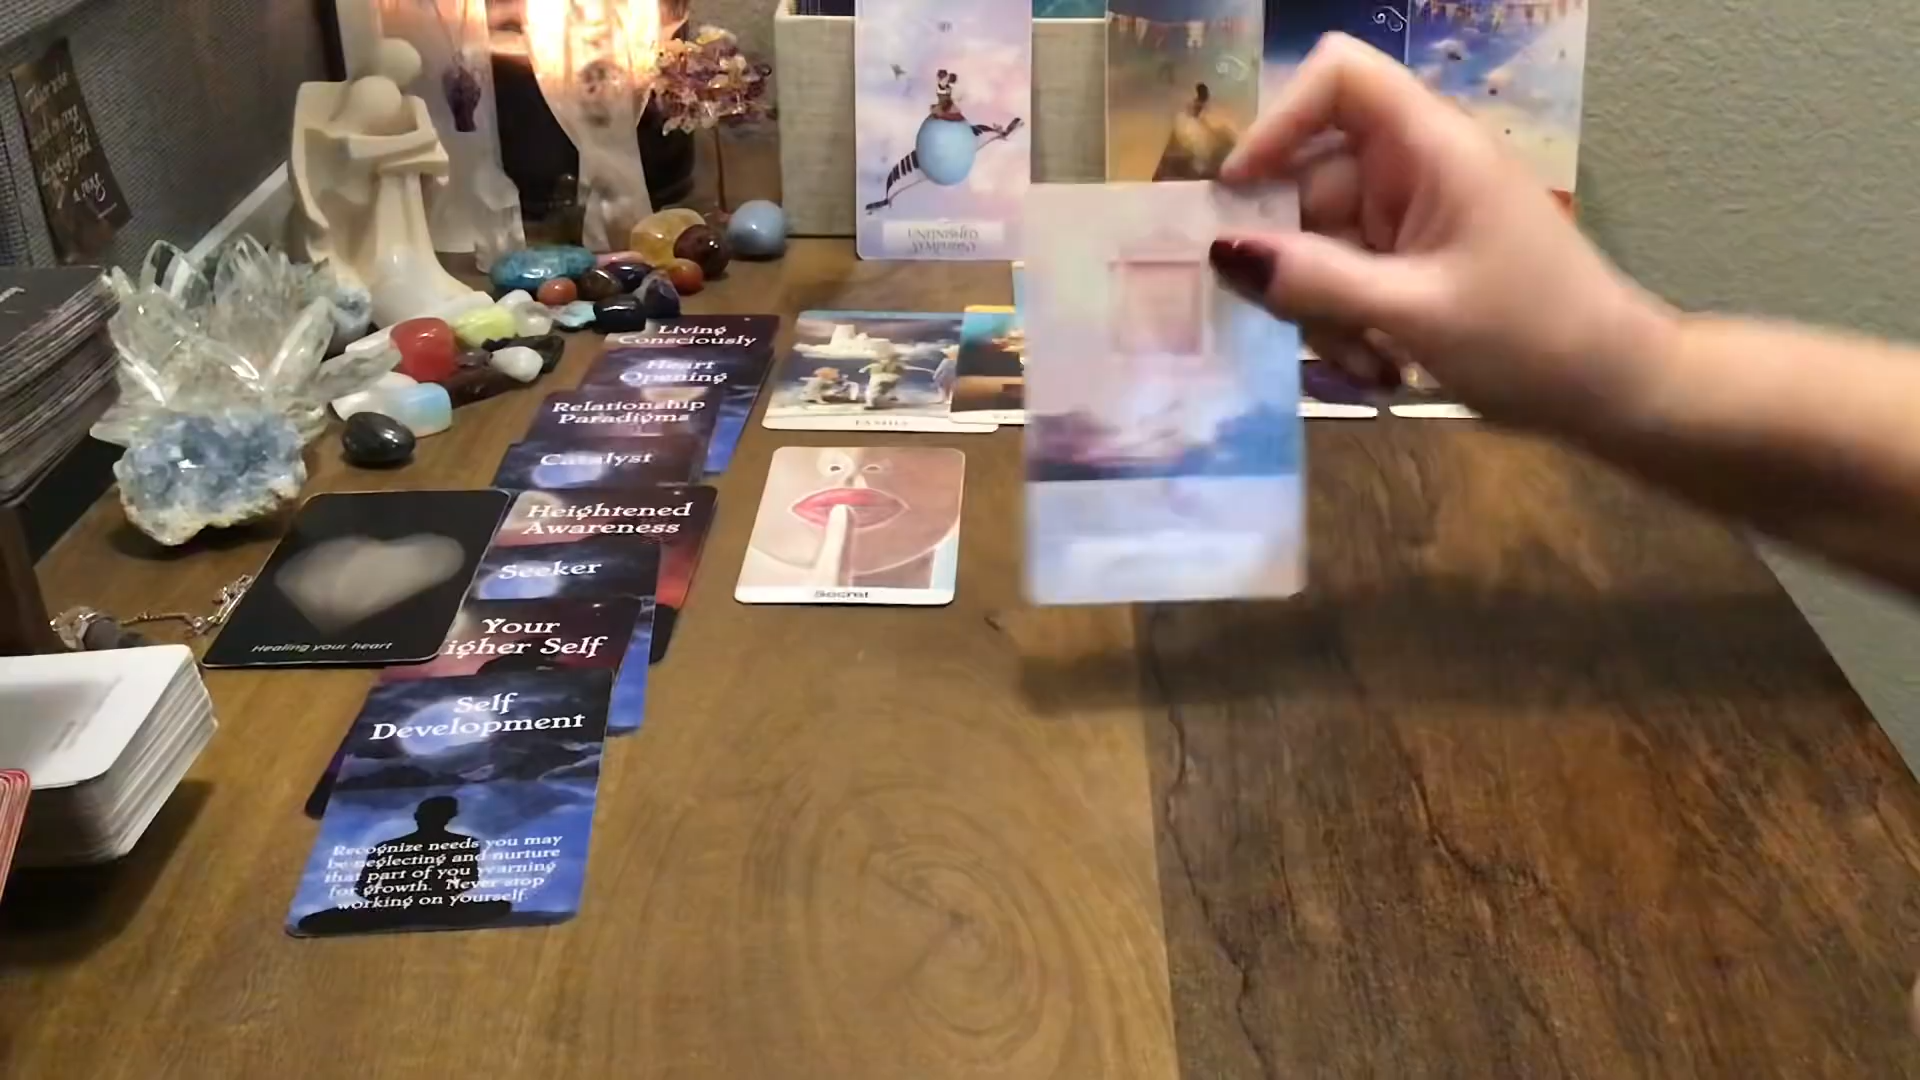 Living
Consciously
Heart
Opening
Relationship
Paradigms
Catalyst
Heightened
Awareness
Seeker
Your
Higher Self
Self
Development
Recognize needs you may
be neglecting and nurture
that part of you yearning
for growth. Never stop
working on yourself.
Healing your heart
FAMILY
Secret